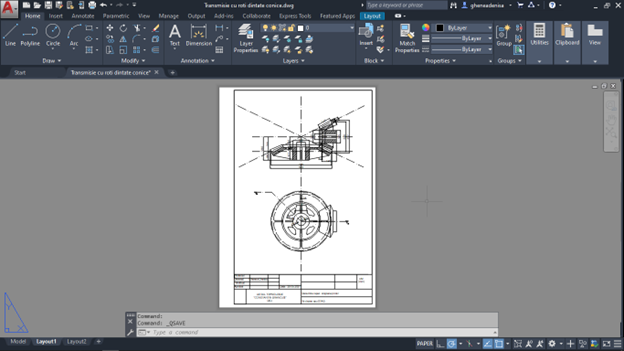 Transmisie cu roti dintate conice.dwg
Type a keyword or phrase
ghenademise
Home Insert Annotate Parametric View Manage Output Add-ins Collaborate Express Tools Featured Apps Layout
Line Polyline Circle Arc Text Dimension Layer Properties Insert Match Properties ByLayer Group Utilities Clipboard View
ByLayer
ByLayer
Draw Modify Annotation Layers Block Properties Groups
Start Transmisie cu roti dintate conice*
Command:
Command: _QSAVE
Type a command
Model Layout1 Layout2 PAPER